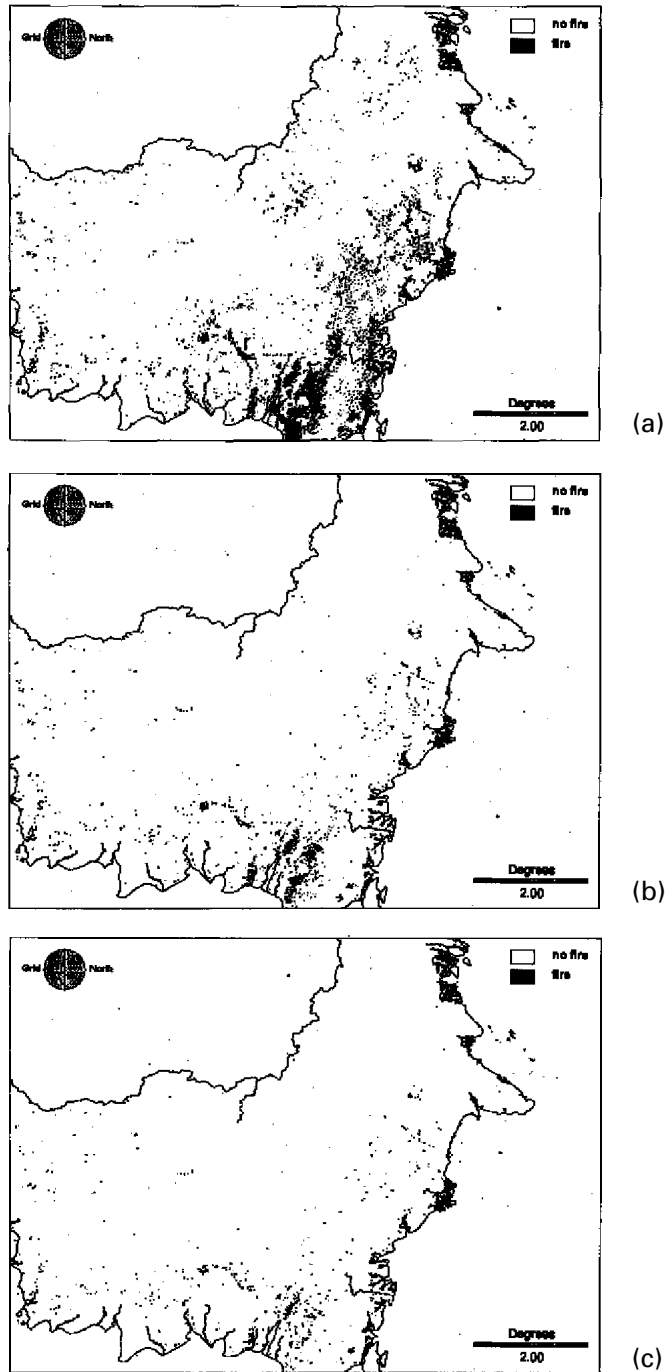 Grid North
no fire
fire
Degrees
2.00
(a)
Grid North
no fire
fire
Degrees
2.00
(b)
Grid North
no fire
fire
Degrees
2.00
(c)